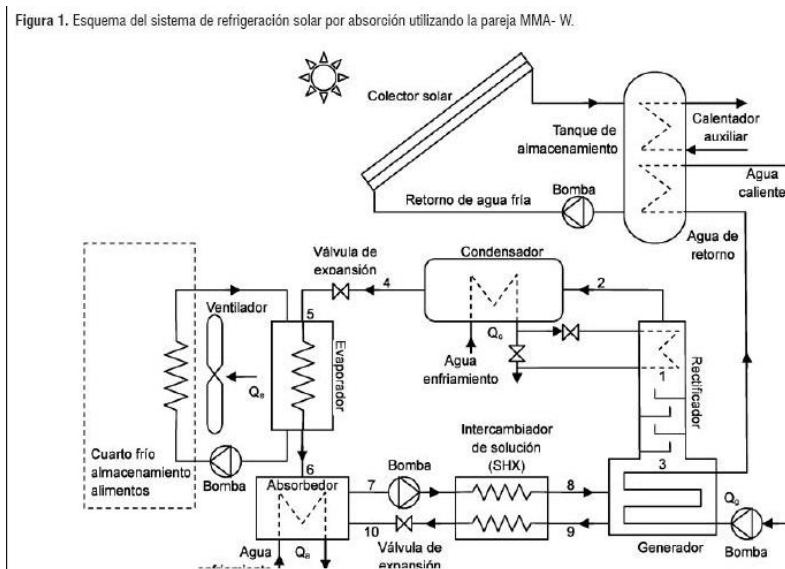 Figura 1. Esquema del sistema de refrigeración solar por absorción utilizando la pareja MMA- W.
Colector solar
Tanque de
almacenamiento
Calentador
auxiliar
Agua
caliente
Retorno de agua fría
Bomba
Agua de
retorno
Válvula de
expansión
Condensador
4
2
5
Ventilador
Evaporador
Qe
Qc
Agua
enfriamiento
1
Rectificador
3
Cuarto frío
almacenamiento
alimentos
Bomba
6
Absorbedor
7
Bomba
Intercambiador
de solución
(SHX)
8
Qg
10
9
Agua
Qa
Válvula de
expansión
Generador
Bomba